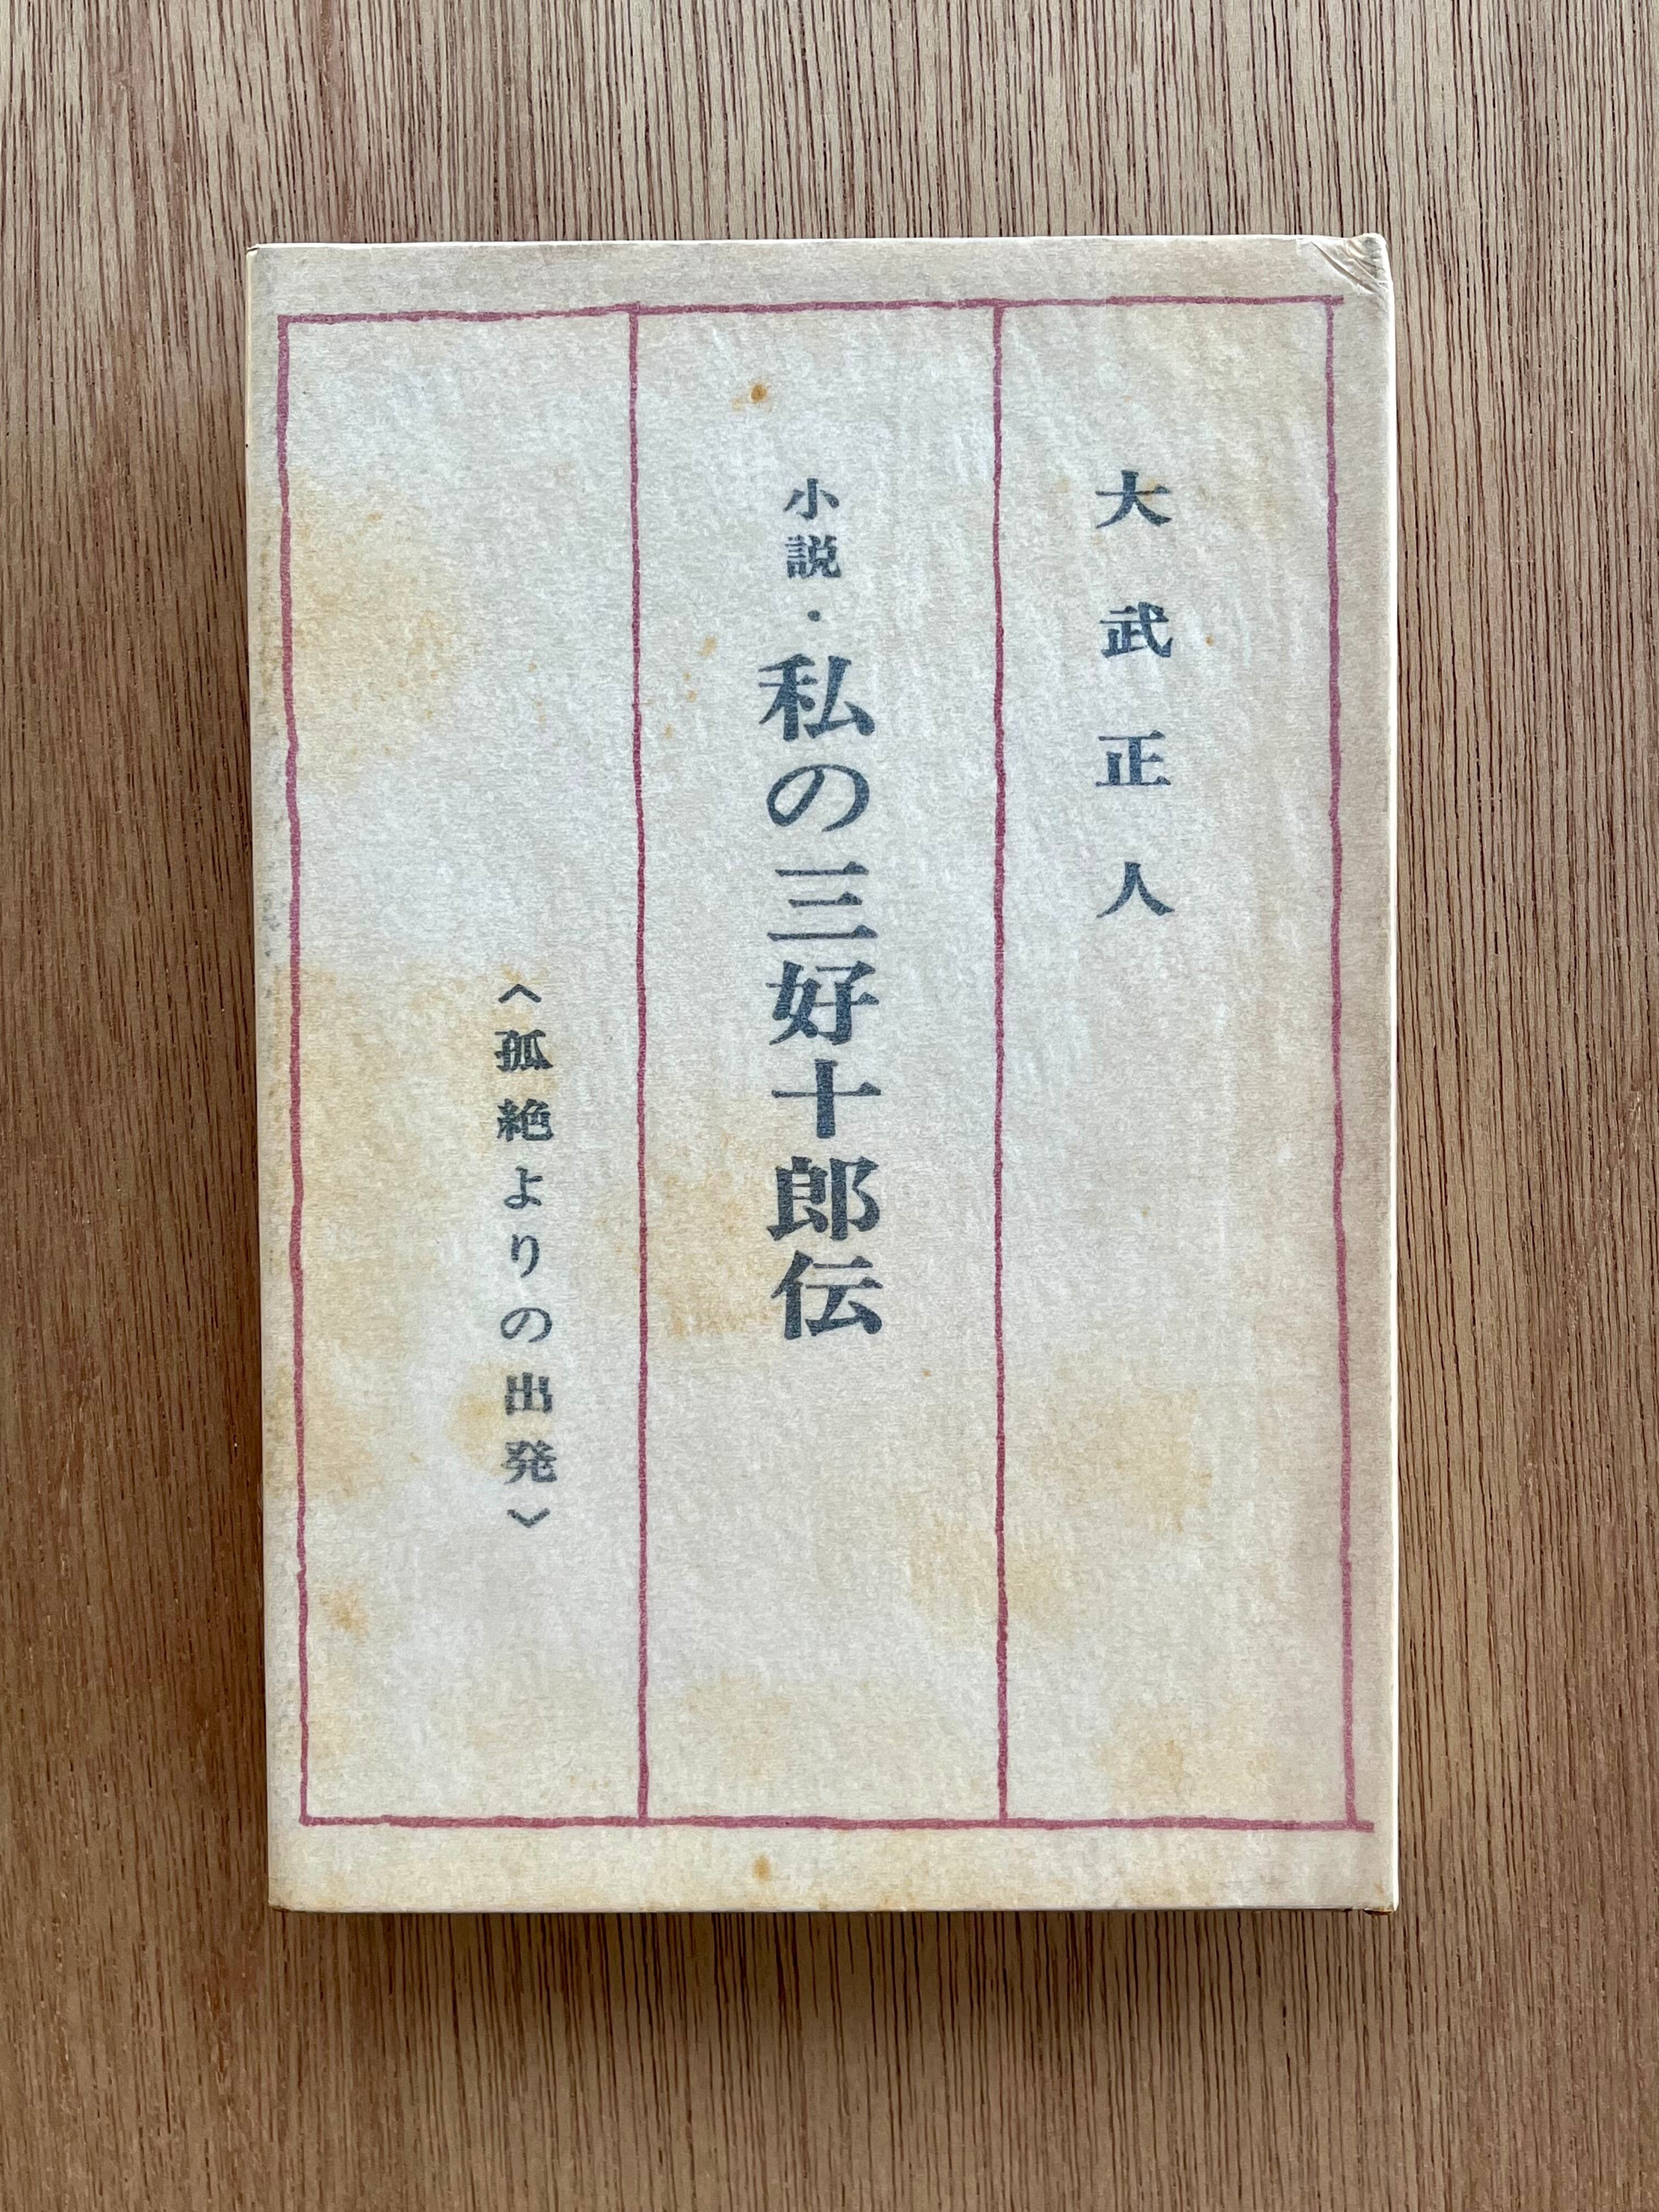 大武正人
小説・私の三好十郎伝
〈孤絶よりの出発〉